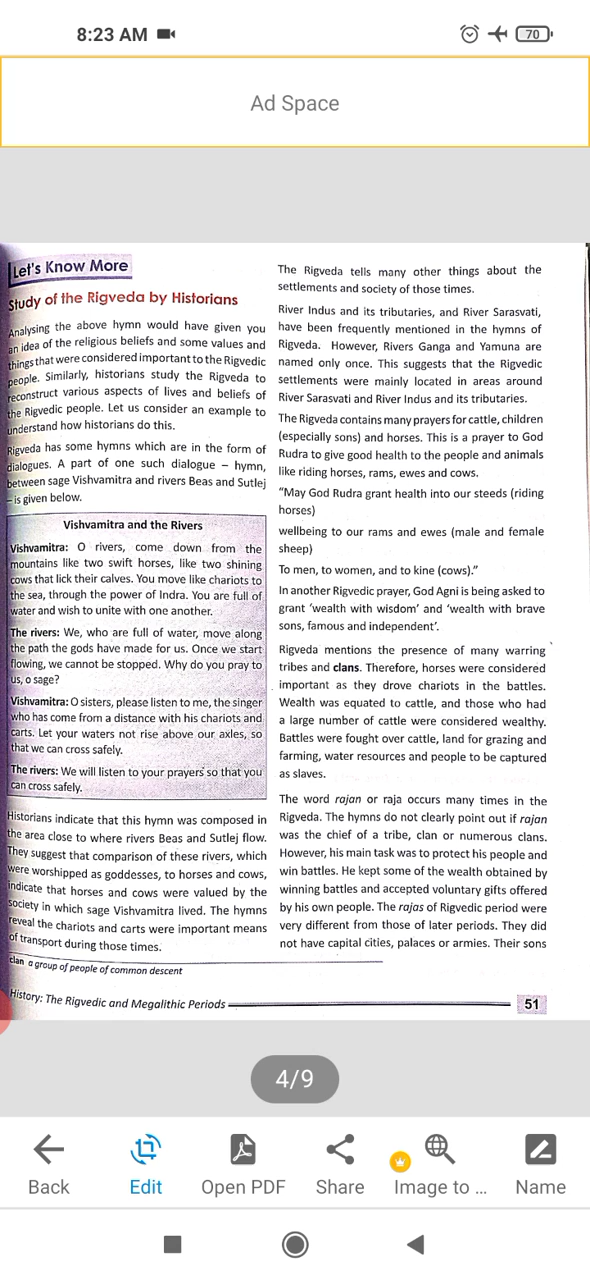 8:23 AM
70
Ad Space
Let's Know More
Study of the Rigveda by Historians
Analysing the above hymn would have given you
an idea of the religious beliefs and some values and
things that were considered important to the Rigvedic
people. Similarly, historians study the Rigveda to
reconstruct various aspects of lives and beliefs of
the Rigvedic people. Let us consider an example to
understand how historians do this.
Rigveda has some hymns which are in the form of
dialogues. A part of one such dialogue – hymn,
between sage Vishvamitra and rivers Beas and Sutlej
– is given below.
Vishvamitra and the Rivers
Vishvamitra: O rivers, come down from the
mountains like two swift horses, like two shining
cows that lick their calves. You move like chariots to
the sea, through the power of Indra. You are full of
water and wish to unite with one another.
The rivers: We, who are full of water, move along
the path the gods have made for us. Once we start
flowing, we cannot be stopped. Why do you pray to
us, o sage?
Vishvamitra: O sisters, please listen to me, the singer
who has come from a distance with his chariots and
carts. Let your waters not rise above our axles, so
that we can cross safely.
The rivers: We will listen to your prayers so that you
can cross safely.
Historians indicate that this hymn was composed in
the area close to where rivers Beas and Sutlej flow.
They suggest that comparison of these rivers, which
were worshipped as goddesses, to horses and cows,
indicate that horses and cows were valued by the
society in which sage Vishvamitra lived. The hymns
reveal the chariots and carts were important means
of transport during those times.
The Rigveda tells many other things about the
settlements and society of those times.
River Indus and its tributaries, and River Sarasvati,
have been frequently mentioned in the hymns of
Rigveda. However, Rivers Ganga and Yamuna are
named only once. This suggests that the Rigvedic
settlements were mainly located in areas around
River Sarasvati and River Indus and its tributaries.
The Rigveda contains many prayers for cattle, children
(especially sons) and horses. This is a prayer to God
Rudra to give good health to the people and animals
like riding horses, rams, ewes and cows.
"May God Rudra grant health into our steeds (riding
horses)
wellbeing to our rams and ewes (male and female
sheep)
To men, to women, and to kine (cows)."
In another Rigvedic prayer, God Agni is being asked to
grant 'wealth with wisdom' and 'wealth with brave
sons, famous and independent'.
Rigveda mentions the presence of many warring
tribes and clans. Therefore, horses were considered
important as they drove chariots in the battles.
Wealth was equated to cattle, and those who had
a large number of cattle were considered wealthy.
Battles were fought over cattle, land for grazing and
farming, water resources and people to be captured
as slaves.
The word rajan or raja occurs many times in the
Rigveda. The hymns do not clearly point out if rajan
was the chief of a tribe, clan or numerous clans.
However, his main task was to protect his people and
win battles. He kept some of the wealth obtained by
winning battles and accepted voluntary gifts offered
by his own people. The rajas of Rigvedic period were
very different from those of later periods. They did
not have capital cities, palaces or armies. Their sons
clan a group of people of common descent
History: The Rigvedic and Megalithic Periods
51
4/9
Back
Edit
Open PDF
Share
Image to ...
Name